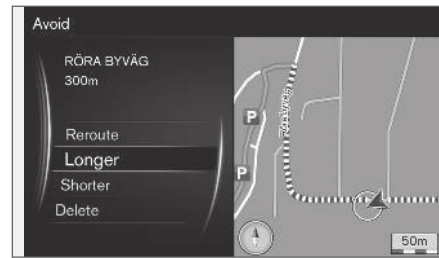 Avoid
RÖRA BYVÄG
300m
Reroute
Longer
Shorter
Delete
P
P
50m